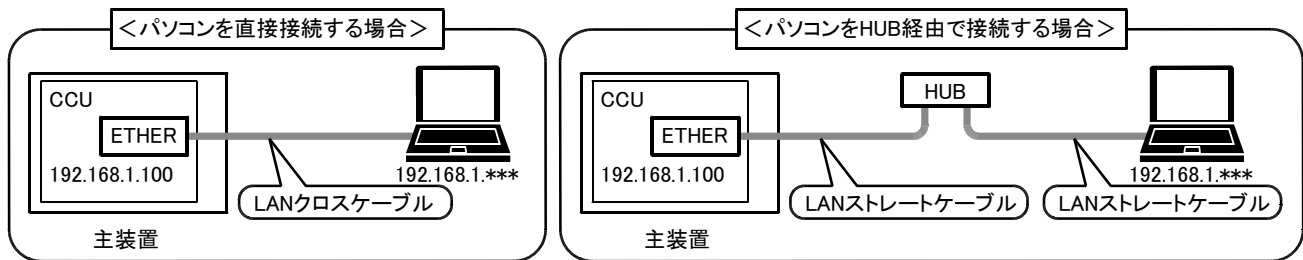 ＜パソコンを直接接続する場合＞
CCU
ETHER
192.168.1.100
192.168.1.***
LANクロスケーブル
主装置
＜パソコンをHUB経由で接続する場合＞
CCU
ETHER
192.168.1.100
HUB
192.168.1.***
LANストレートケーブル
LANストレートケーブル
主装置